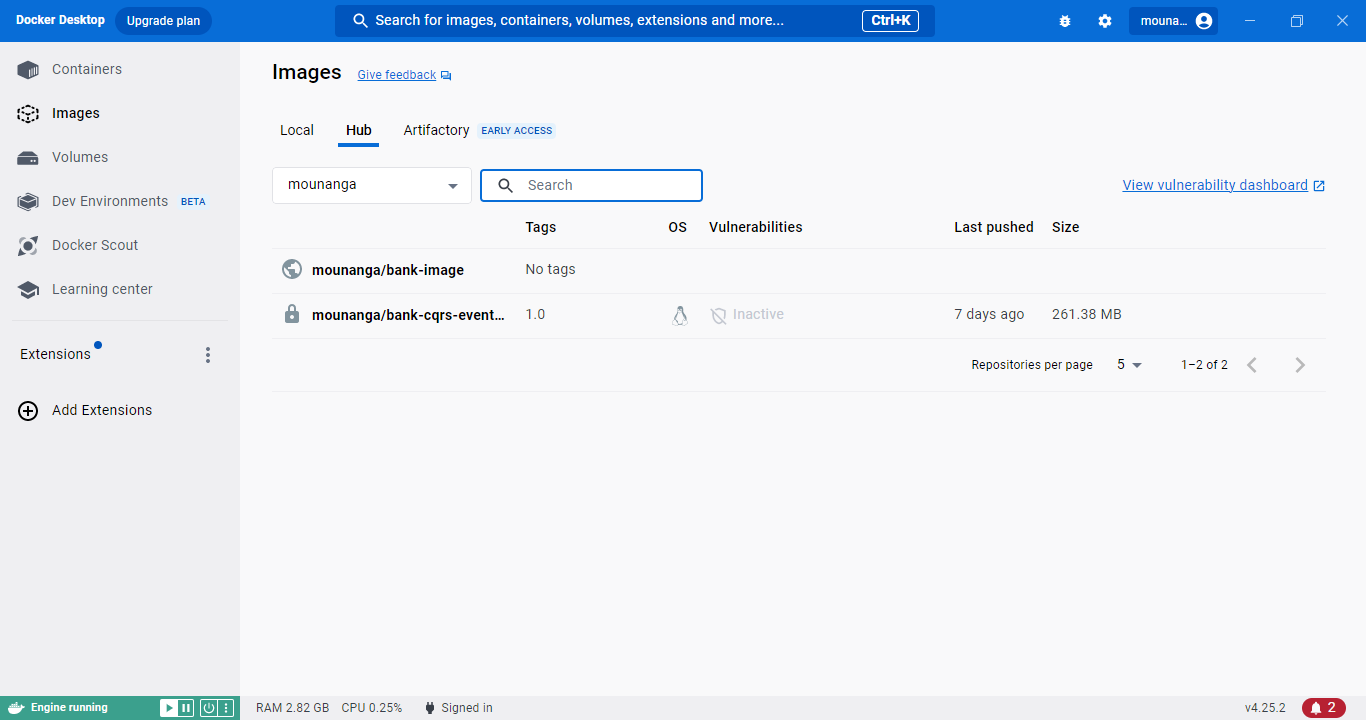 Docker Desktop Upgrade plan Search for images, containers, volumes, extensions and more... Ctrl+K mouna...
Containers
Images
Volumes
Dev Environments BETA
Docker Scout
Learning center
Extensions
Add Extensions
Images Give feedback
Local Hub Artifactory EARLY ACCESS
mounanga Search View vulnerability dashboard
Tags OS Vulnerabilities Last pushed Size
mounanga/bank-image No tags
mounanga/bank-cqrs-event... 1.0 Inactive 7 days ago 261.38 MB
Repositories per page 5 1–2 of 2
Engine running RAM 2.82 GB CPU 0.25% Signed in v4.25.2 2